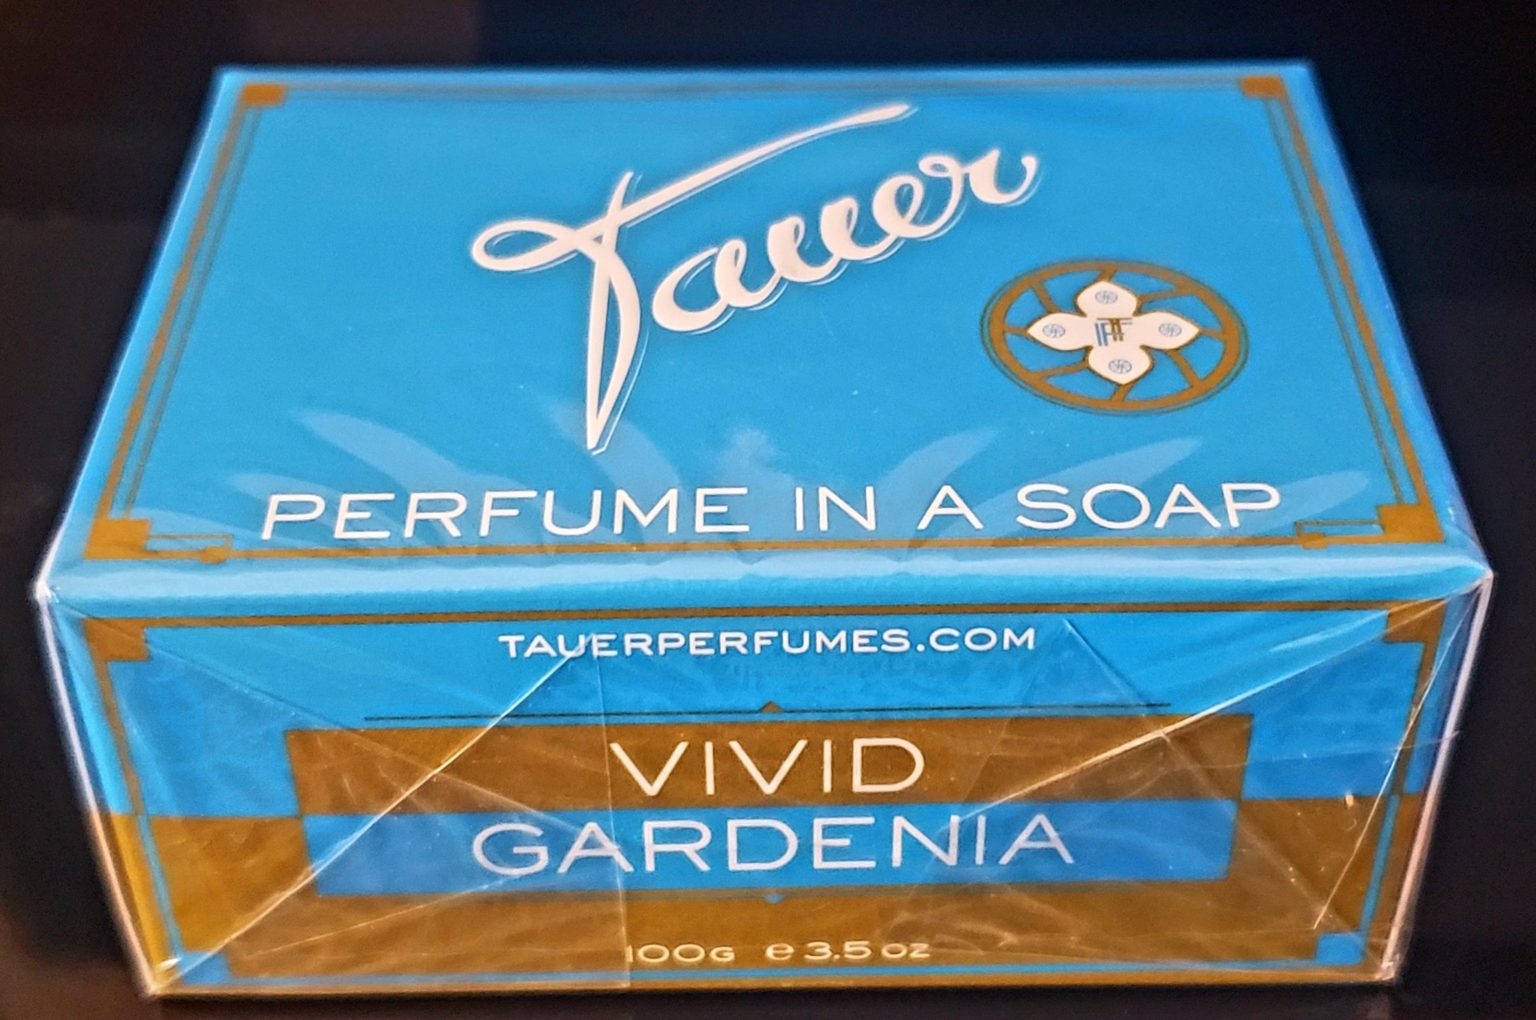 Tauer
PERFUME IN A SOAP
TAUERPERFUMES.COM
VIVID
GARDENIA
100G e 3.5 OZ